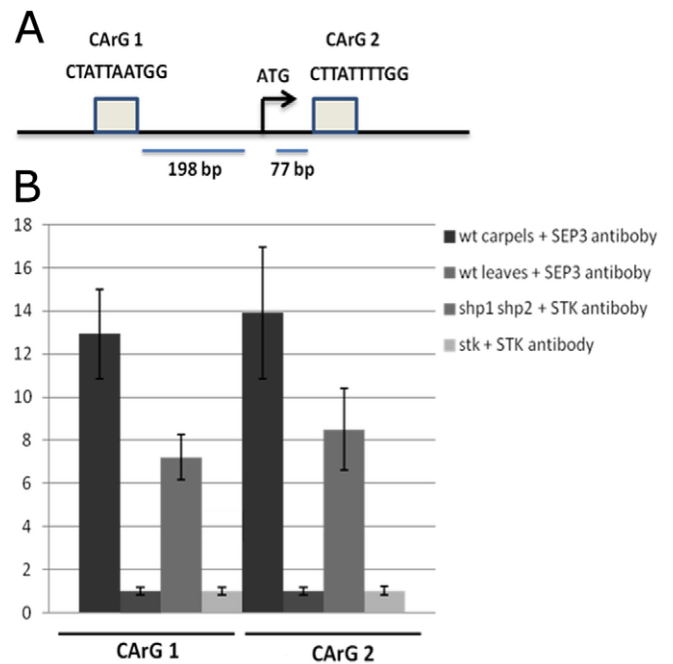 A
CArG 1 CArG 2
CTATTAATGG ATG CTTATTTTGG
198 bp 77 bp
B
18
16
14
12
10
8
6
4
2
0
wt carpels + SEP3 antiboby
wt leaves + SEP3 antiboby
shp1 shp2 + STK antiboby
stk + STK antibody
CArG 1 CArG 2